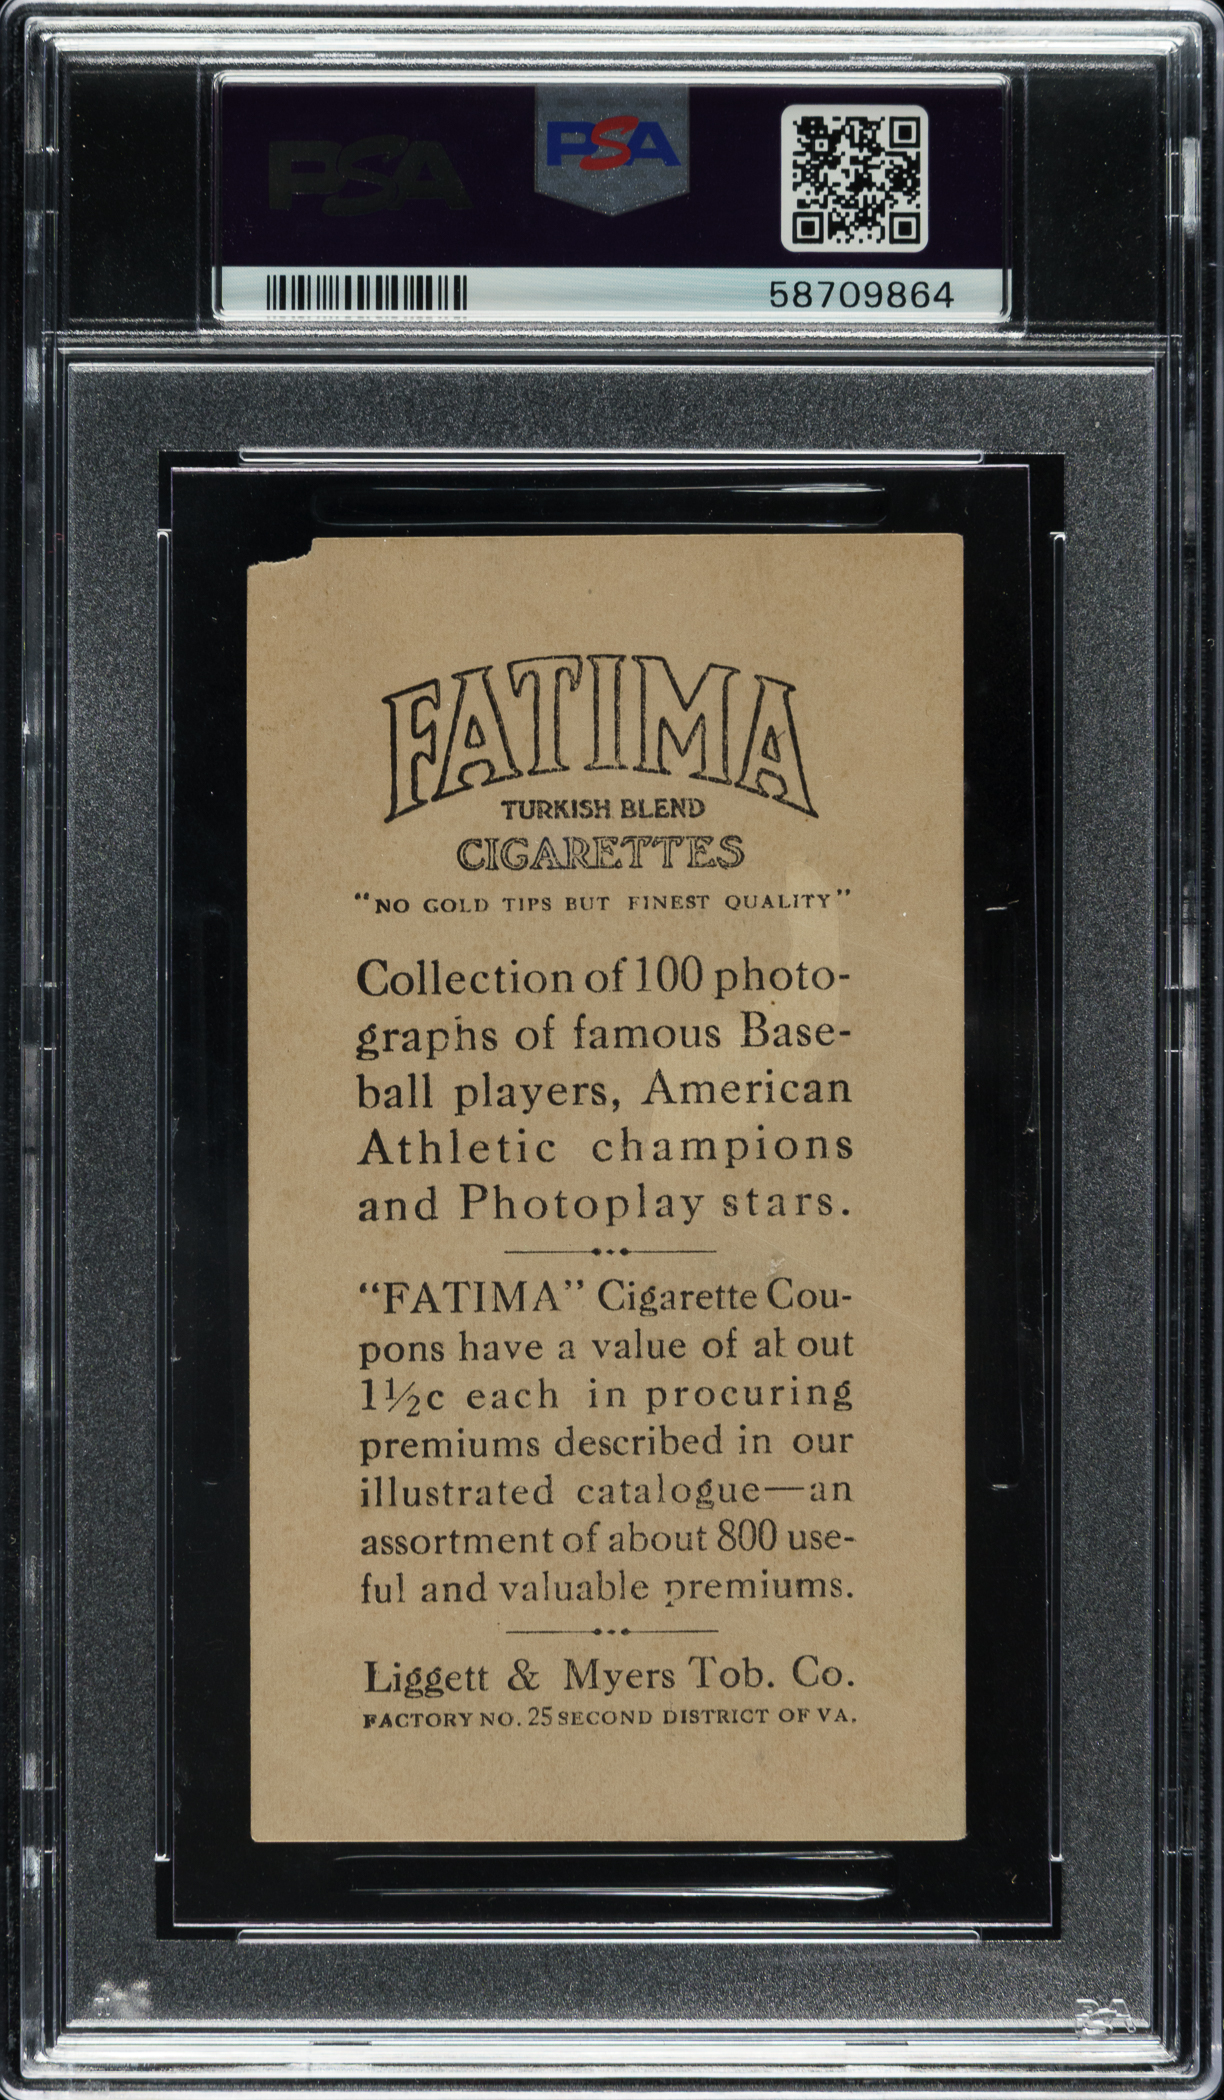 PSA
PSA
58709864
FATIMA
TURKISH BLEND
CIGARETTES
"NO GOLD TIPS BUT FINEST QUALITY"
Collection of 100 photo-
graphs of famous Base-
ball players, American
Athletic champions
and Photoplay stars.
"FATIMA" Cigarette Cou-
pons have a value of about
1½c each in procuring
premiums described in our
illustrated catalogue—an
assortment of about 800 use-
ful and valuable premiums.
Liggett & Myers Tob. Co.
FACTORY NO. 25 SECOND DISTRICT OF VA.
PSA